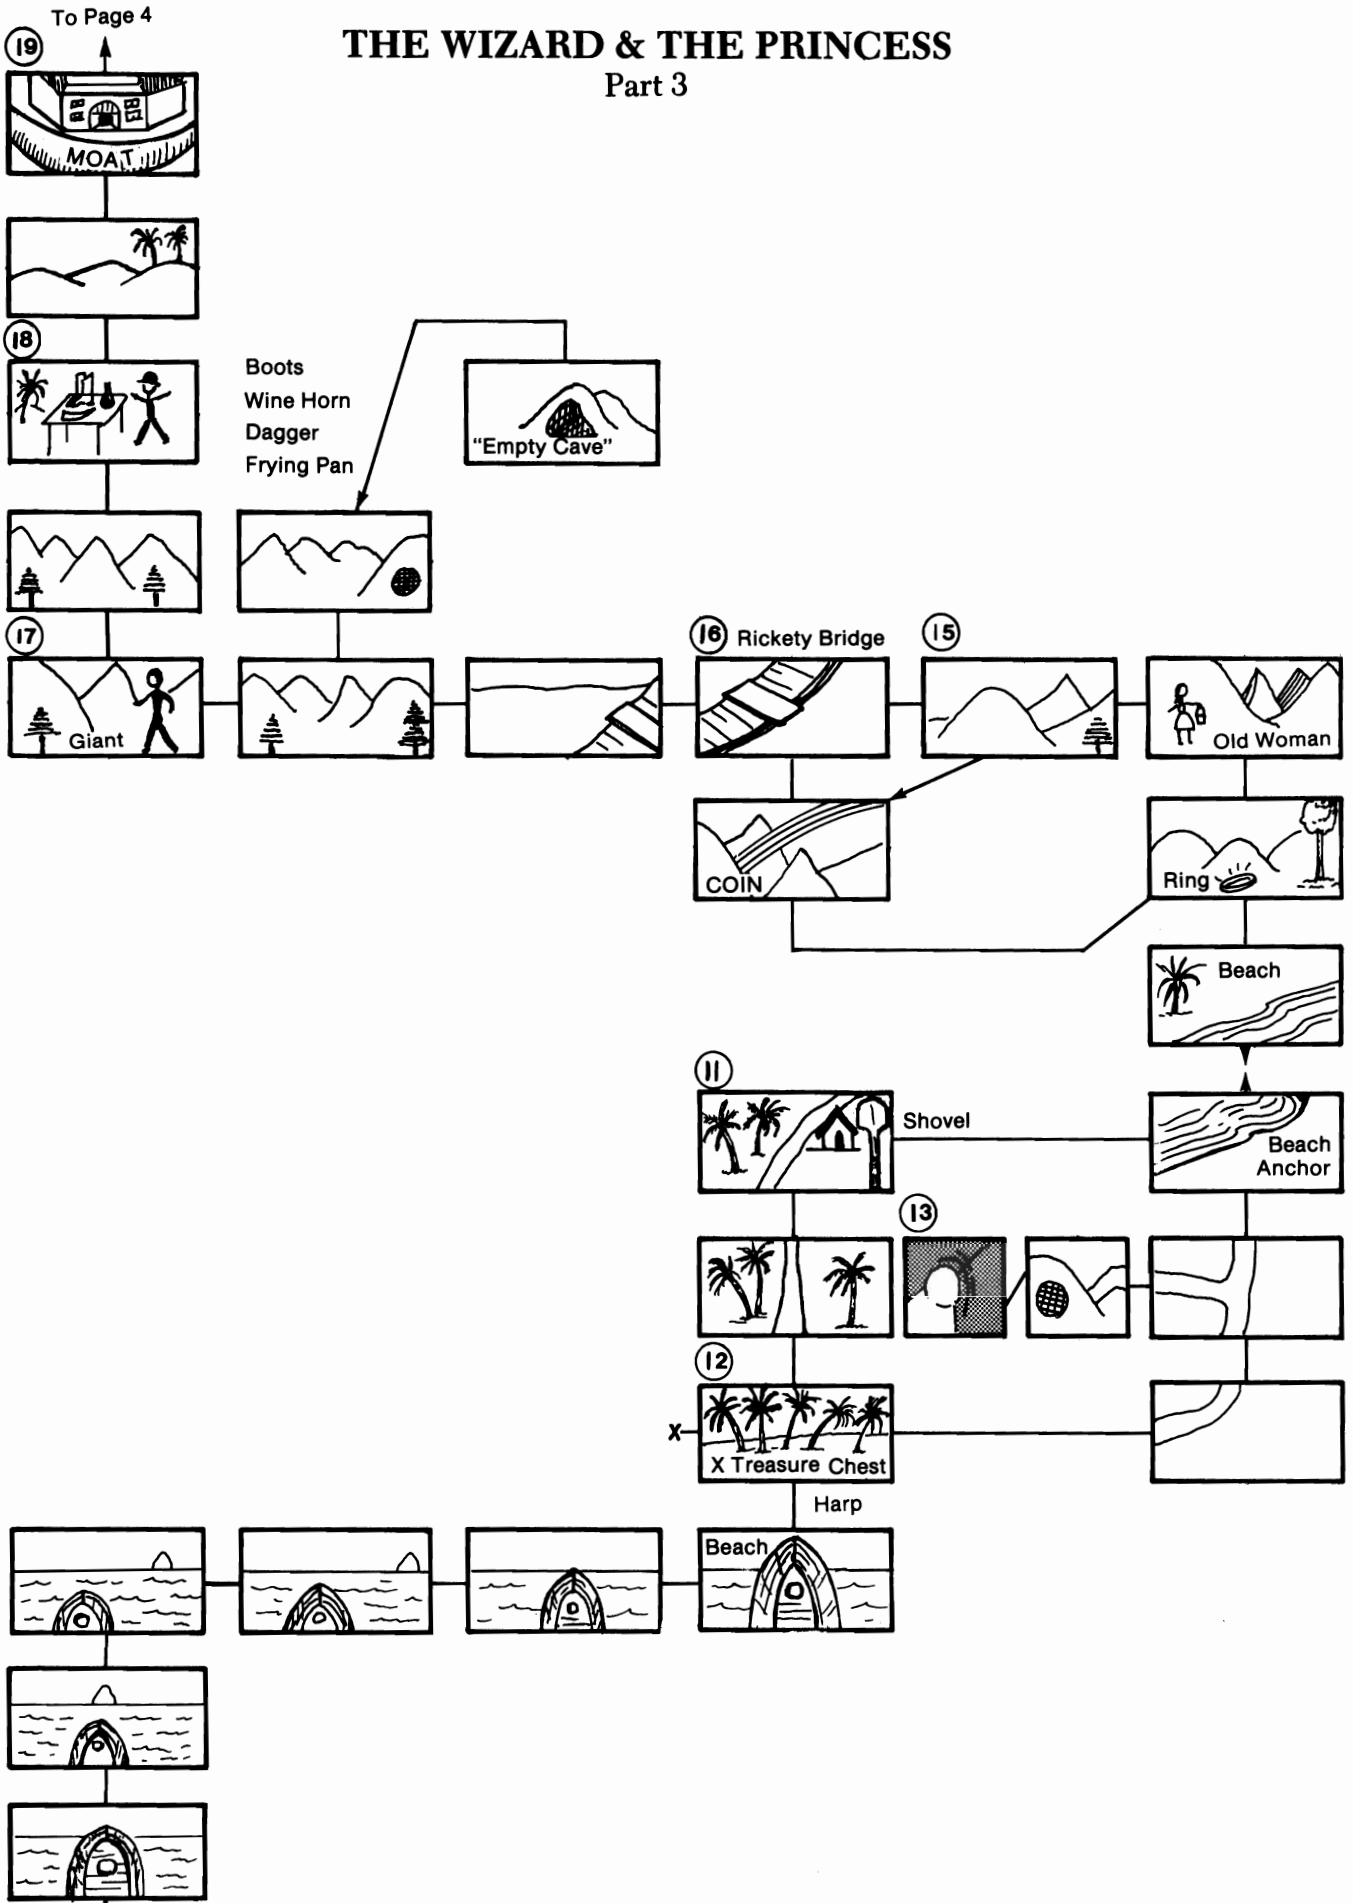 To Page 4
19
THE WIZARD & THE PRINCESS
Part 3
MOAT
18
Boots
Wine Horn
Dagger
Frying Pan
"Empty Cave"
17
Giant
16 Rickety Bridge
15
Old Woman
COIN
Ring
Beach
11
Shovel
Beach
Anchor
13
12
X
X Treasure Chest
Harp
Beach